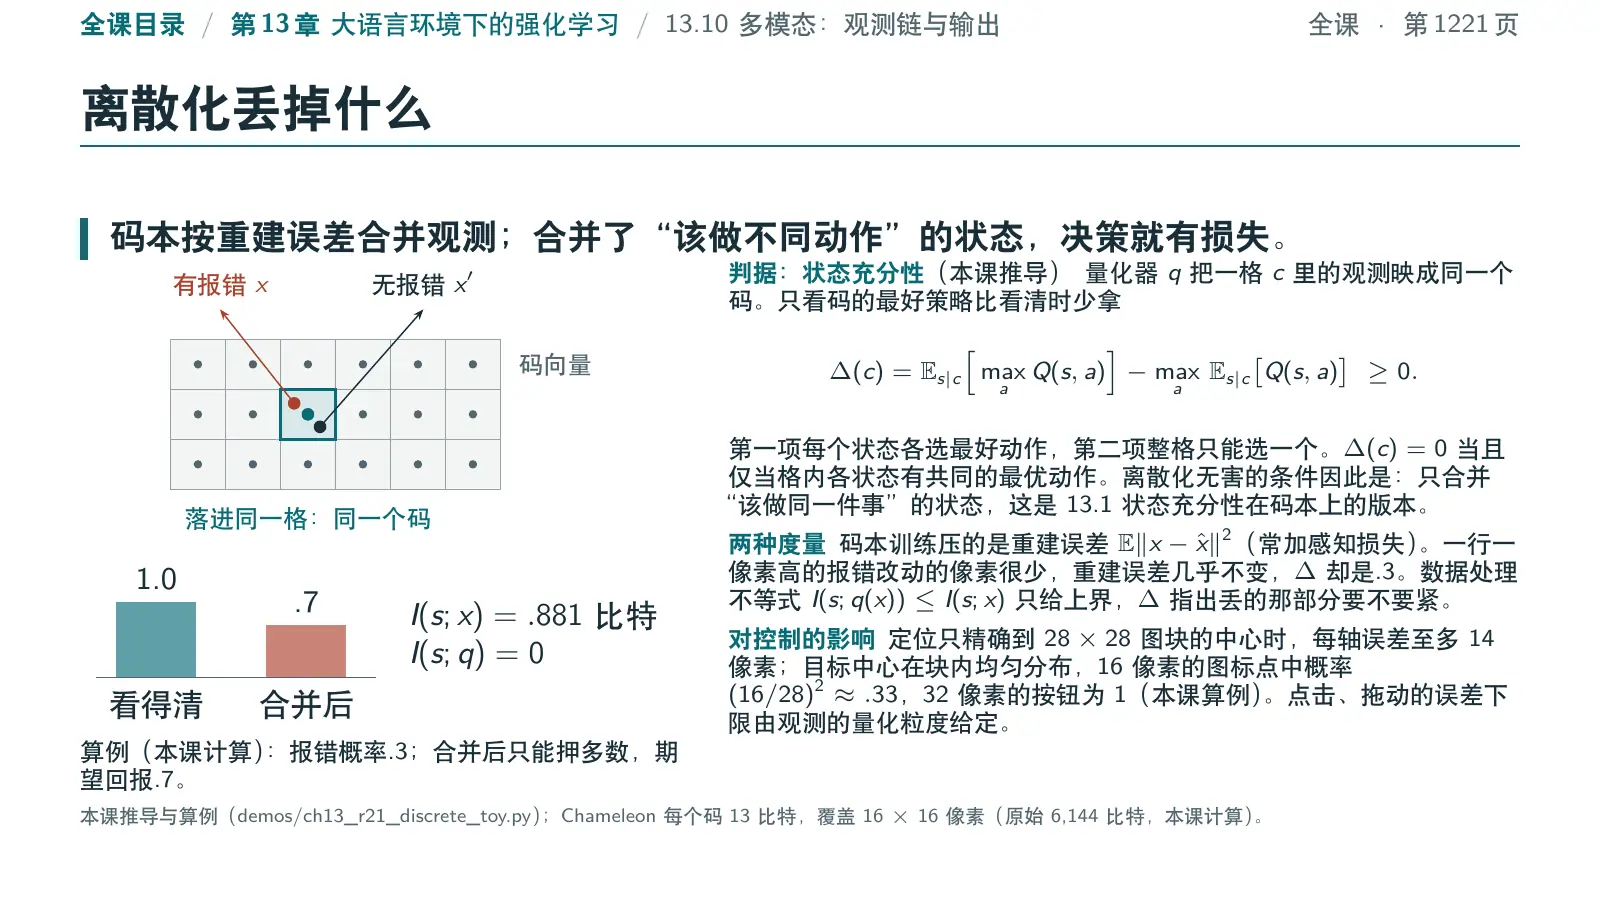 全课目录 / 第 13 章 大语言环境下的强化学习 / 13.10 多模态：观测链与输出
全课 · 第 1221 页
离散化丢掉什么
码本按重建误差合并观测；合并了“该做不同动作”的状态，决策就有损失。
有报错 x
无报错 x′
码向量
落进同一格：同一个码
1.0
.7
看得清
合并后
I(s; x) = .881 比特
I(s; q) = 0
算例（本课计算）：报错概率.3；合并后只能押多数，期
望回报.7。
判据：状态充分性（本课推导） 量化器 q 把一格 c 里的观测映成同一个
码。只看码的最好策略比看清时少拿
Δ(c) = 𝔼_{s|c}[max_a Q(s, a)] − max_a 𝔼_{s|c}[Q(s, a)] ≥ 0.
第一项每个状态各选最好动作，第二项整格只能选一个。Δ(c) = 0 当且
仅当格内各状态有共同的最优动作。离散化无害的条件因此是：只合并
“该做同一件事”的状态，这是 13.1 状态充分性在码本上的版本。
两种度量 码本训练压的是重建误差 𝔼‖x − x̂‖²（常加感知损失）。一行一
像素高的报错改动的像素很少，重建误差几乎不变，Δ 却是.3。数据处理
不等式 I(s; q(x)) ≤ I(s; x) 只给上界，Δ 指出丢的那部分要不要紧。
对控制的影响 定位只精确到 28 × 28 图块的中心时，每轴误差至多 14
像素；目标中心在块内均匀分布，16 像素的图标点中概率
(16/28)² ≈ .33，32 像素的按钮为 1（本课算例）。点击、拖动的误差下
限由观测的量化粒度给定。
本课推导与算例（demos/ch13_r21_discrete_toy.py）；Chameleon 每个码 13 比特，覆盖 16 × 16 像素（原始 6,144 比特，本课计算）。